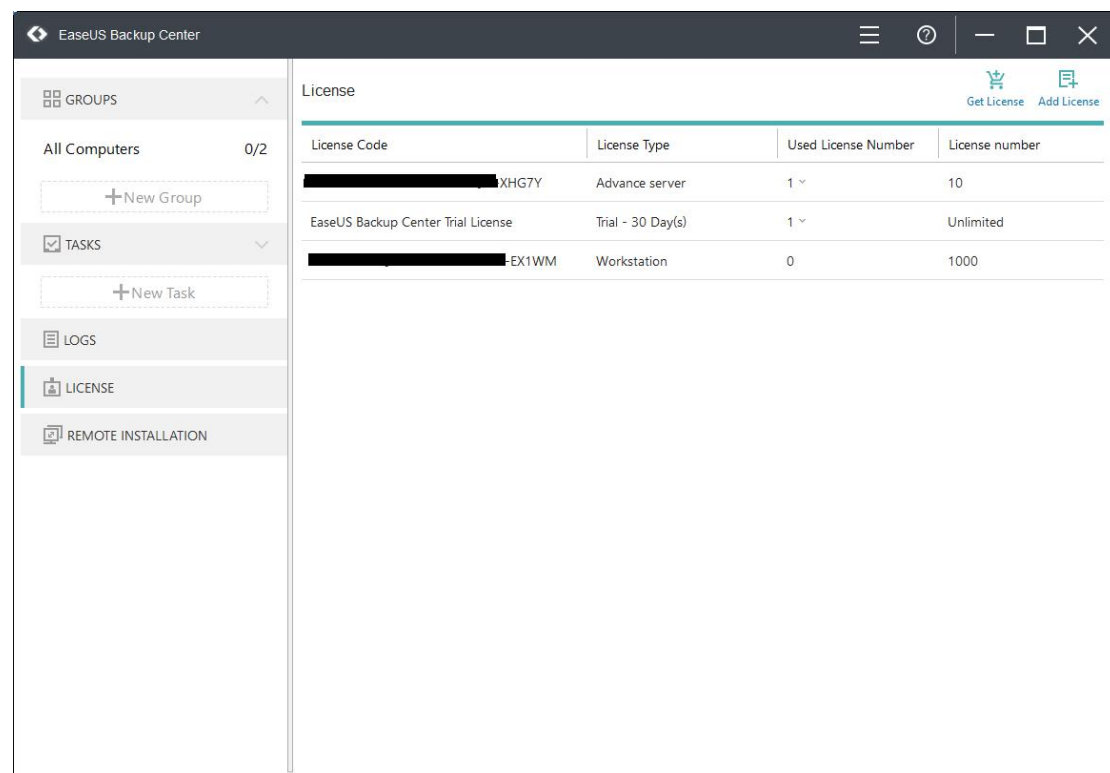 EaseUS Backup Center
GROUPS
All Computers 0/2
New Group
TASKS
New Task
LOGS
LICENSE
REMOTE INSTALLATION
License
Get License Add License
License Code License Type Used License Number License number
XHG7Y Advance server 1 10
EaseUS Backup Center Trial License Trial - 30 Day(s) 1 Unlimited
-EX1WM Workstation 0 1000